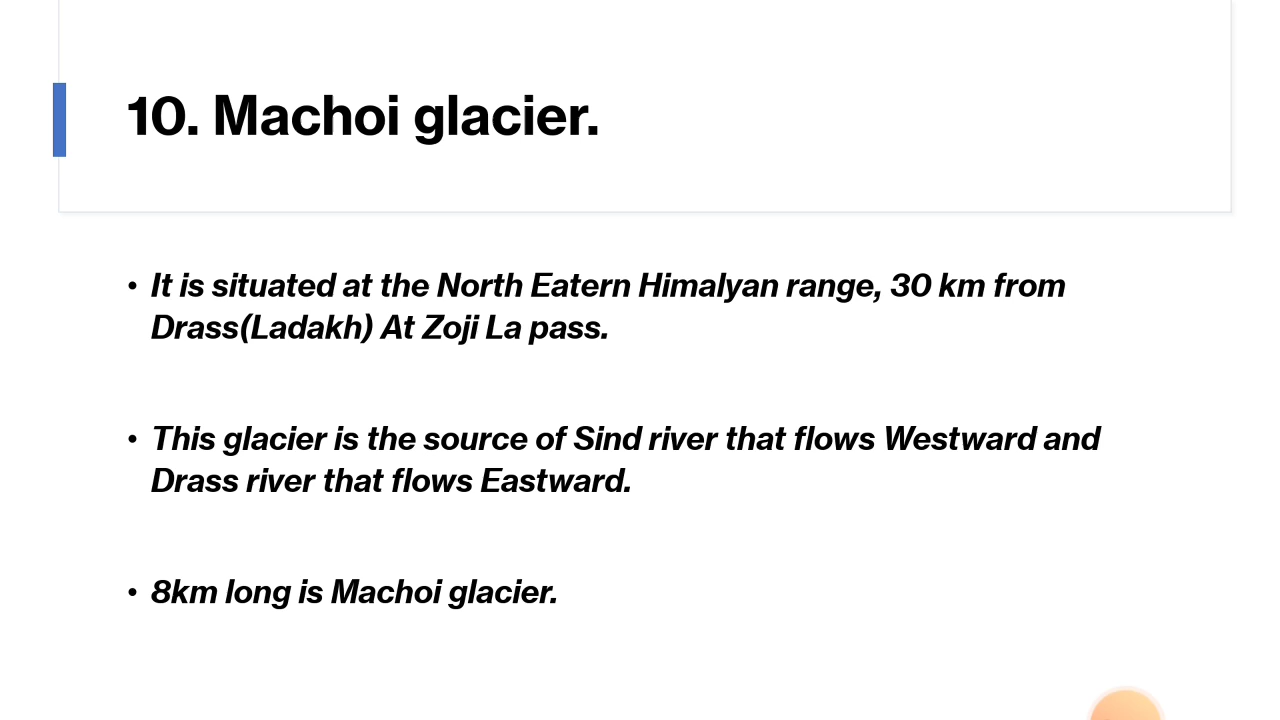 10. Machoi glacier.
• It is situated at the North Eatern Himalyan range, 30 km from
Drass(Ladakh) At Zoji La pass.
• This glacier is the source of Sind river that flows Westward and
Drass river that flows Eastward.
• 8km long is Machoi glacier.